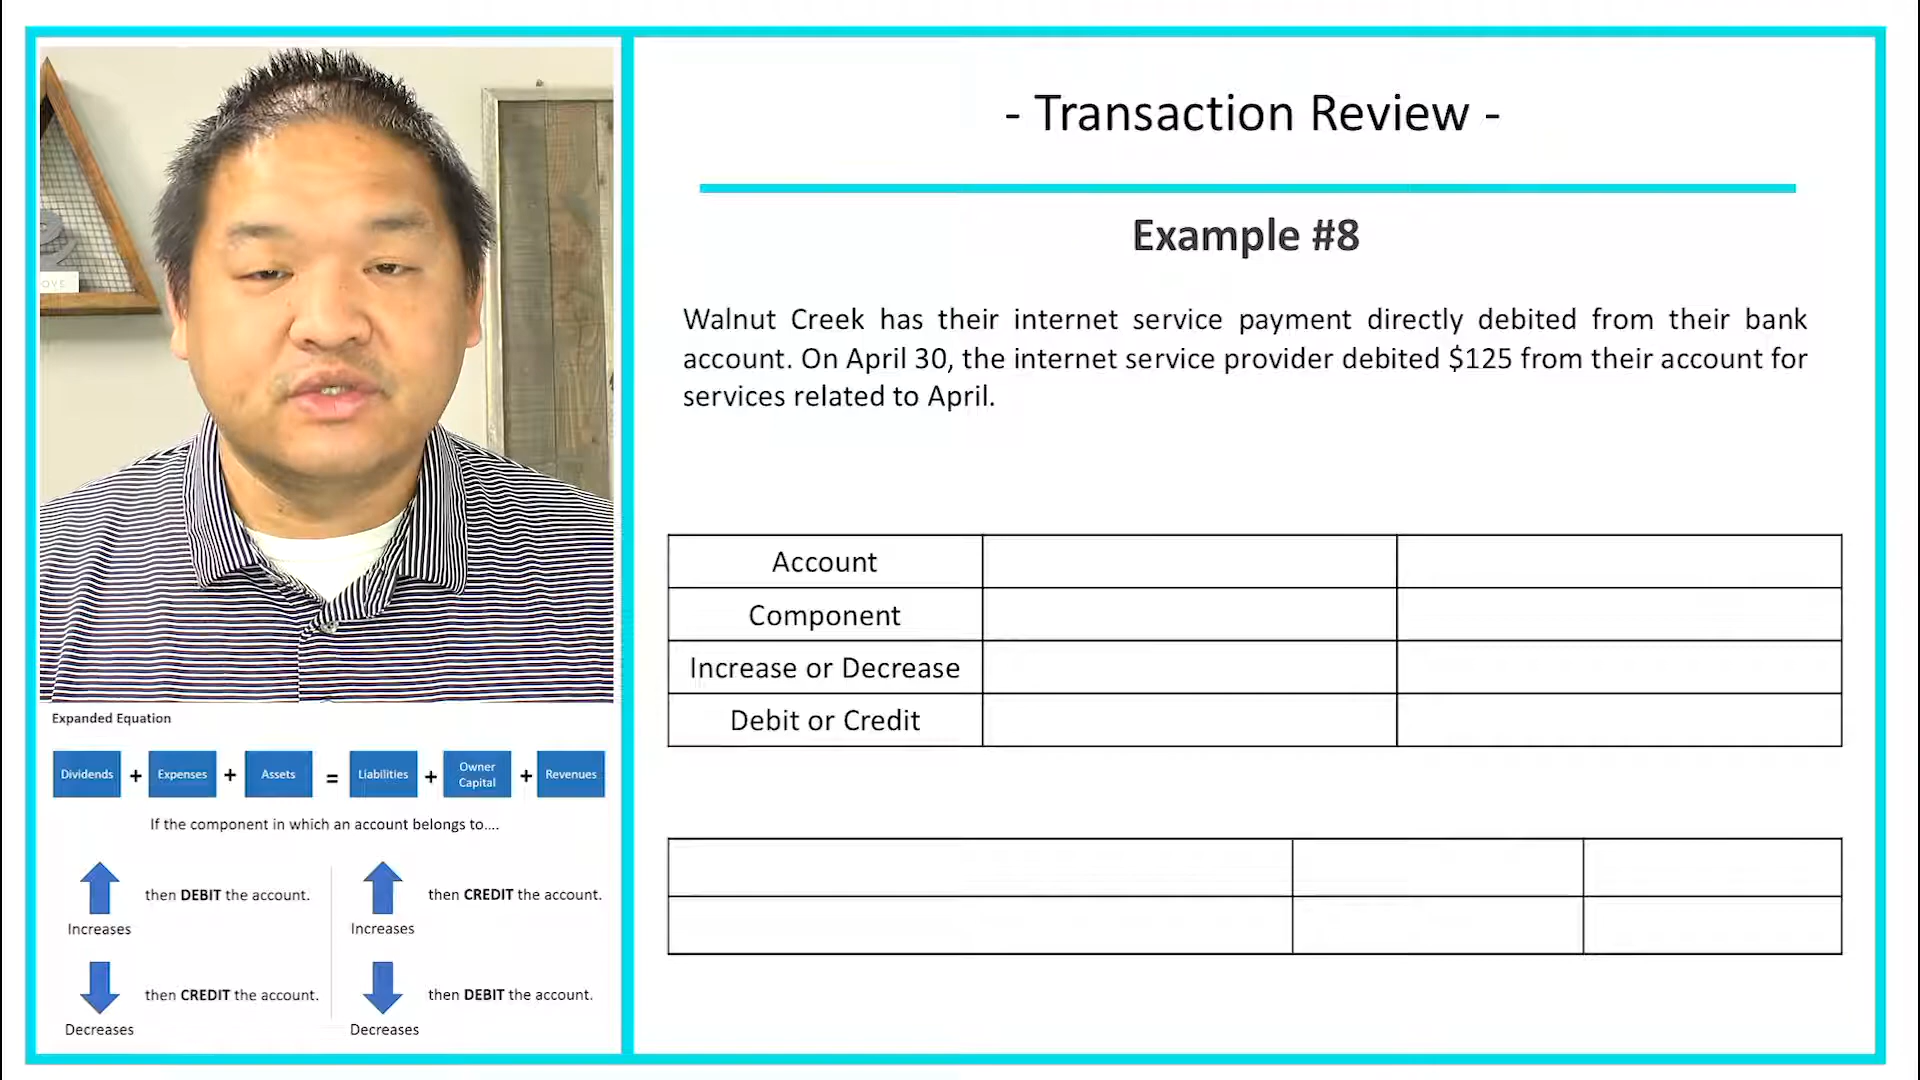 OVE
- Transaction Review -
Example #8
Walnut Creek has their internet service payment directly debited from their bank
account. On April 30, the internet service provider debited $125 from their account for
services related to April.
Account
Component
Increase or Decrease
Debit or Credit
Expanded Equation
Dividends + Expenses + Assets = Liabilities + Owner Capital + Revenues
If the component in which an account belongs to....
then DEBIT the account.
Increases
then CREDIT the account.
Decreases
then CREDIT the account.
Increases
then DEBIT the account.
Decreases